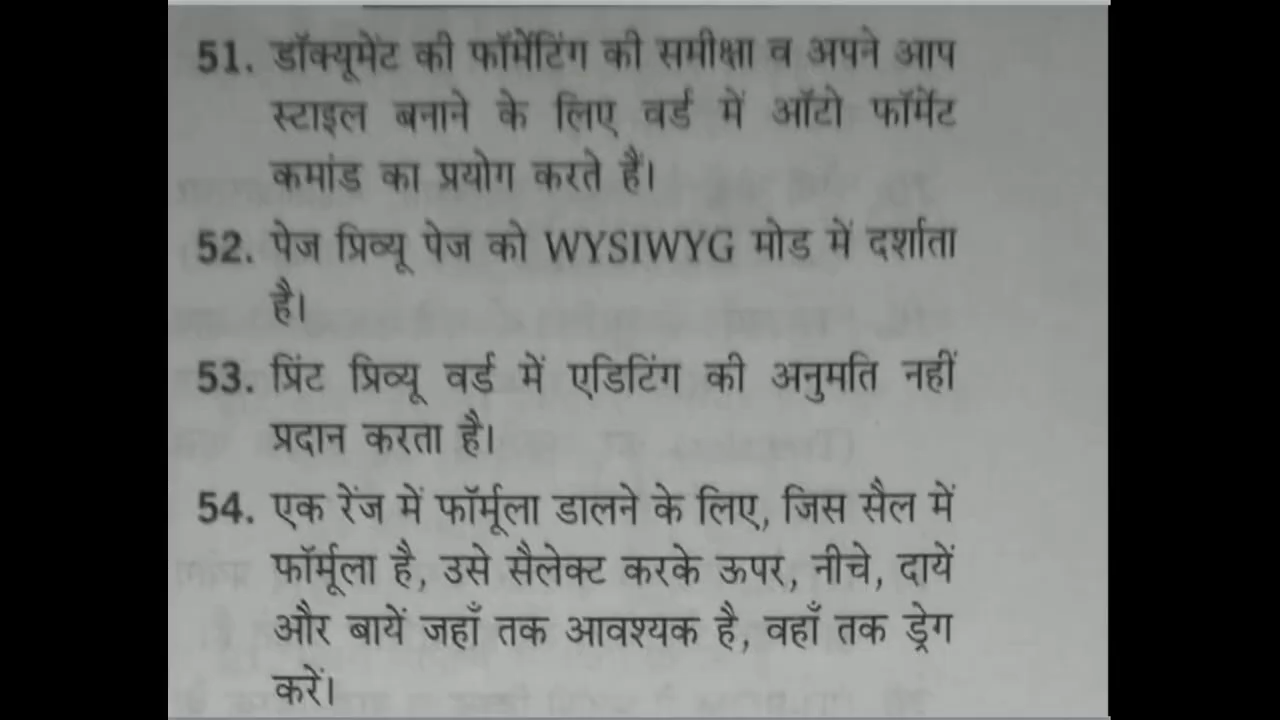 51. डॉक्यूमेंट की फॉर्मेटिंग की समीक्षा व अपने आप
स्टाइल बनाने के लिए वर्ड में ऑटो फॉर्मेट
कमांड का प्रयोग करते हैं।
52. पेज प्रिव्यू पेज को WYSIWYG मोड में दर्शाता
है।
53. प्रिंट प्रिव्यू वर्ड में एडिटिंग की अनुमति नहीं
प्रदान करता है।
54. एक रेंज में फॉर्मूला डालने के लिए, जिस सैल में
फॉर्मूला है, उसे सैलेक्ट करके ऊपर, नीचे, दायें
और बायें जहाँ तक आवश्यक है, वहाँ तक ड्रेग
करें।